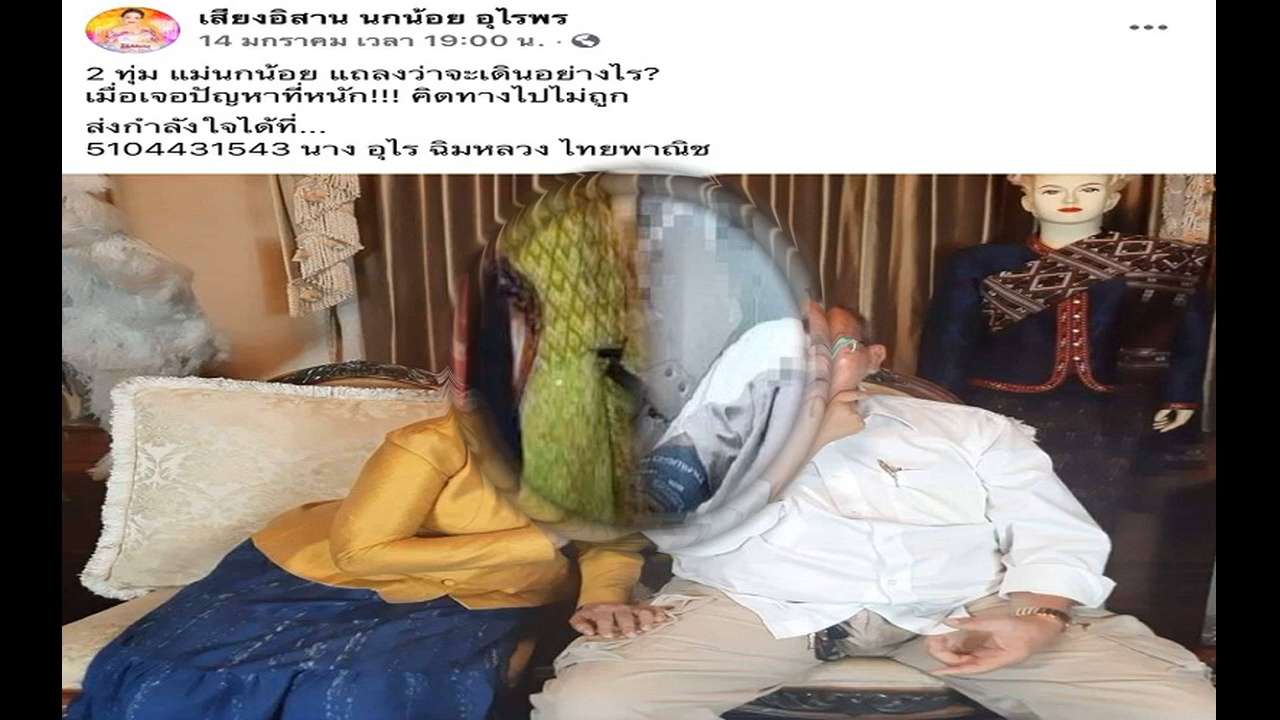 เสียงอิสาน นกน้อย อุไรพร
14 มกราคม เวลา 19:00 น. ·
2 ทุ่ม แม่นกน้อย แถลงว่าจะเดินอย่างไร?
เมื่อเจอปัญหาที่หนัก!!! คิดทางไปไม่ถูก
ส่งกำลังใจได้ที่...
5104431543 นาง อุไร ฉิมหลวง ไทยพาณิช